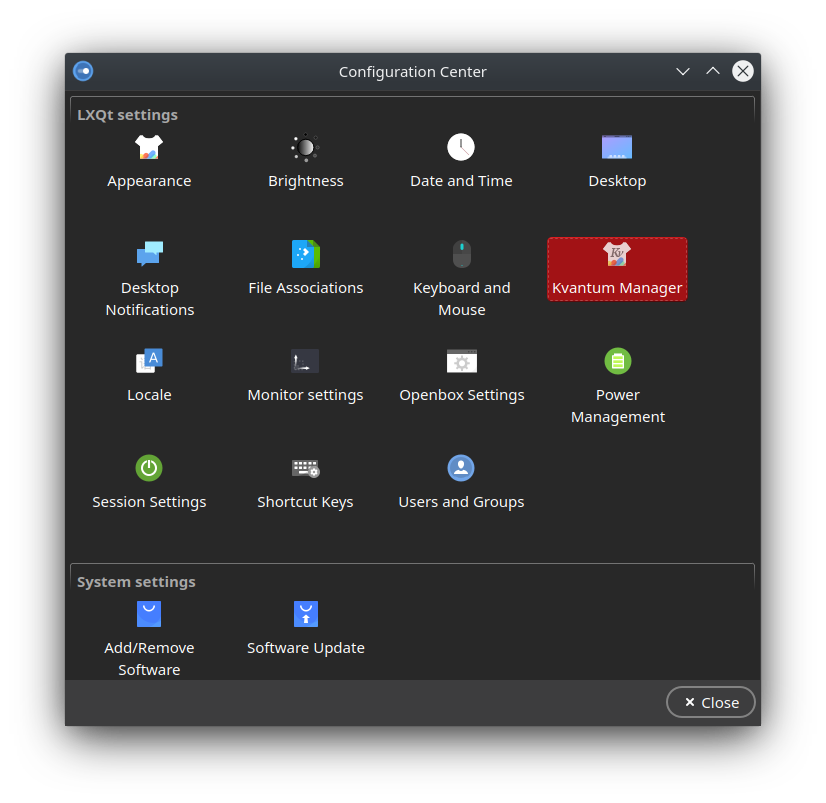 Configuration Center
LXQt settings
Appearance
Brightness
Date and Time
Desktop
Desktop
Notifications
File Associations
Keyboard and
Mouse
Kv
Kvantum Manager
A
Locale
Monitor settings
Openbox Settings
Power
Management
Session Settings
Shortcut Keys
Users and Groups
System settings
Add/Remove
Software
Software Update
Close